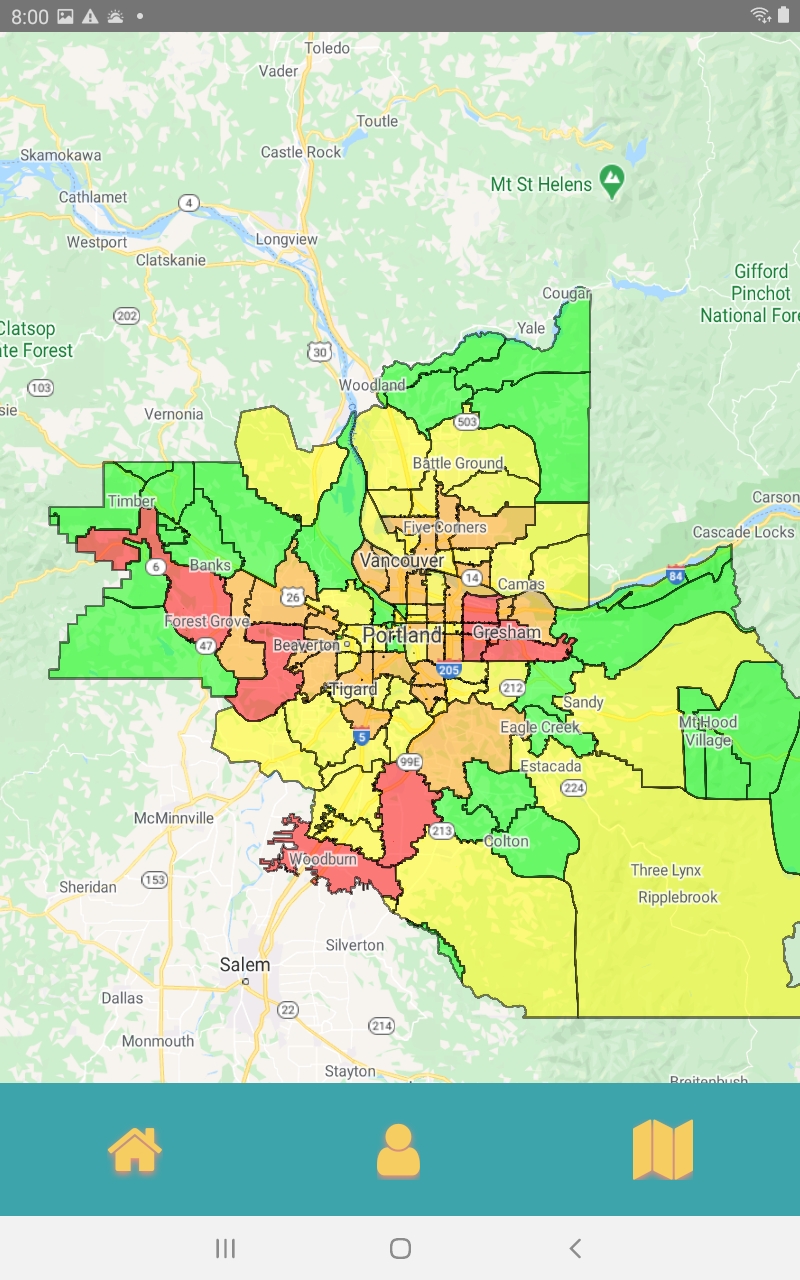 8:00
Toledo
Vader
Toutle
Castle Rock
Skamokawa
Mt St Helens
Cathlamet
4
Westport
Longview
Clatskanie
Gifford
Pinchot
National Fore
Cougar
202
Yale
Clatsop
te Forest
30
103
Woodland
sie
Vernonia
503
Battle Ground
Timber
Carson
Five Corners
Cascade Locks
Vancouver
6
Banks
14
84
Camas
26
Forest Grove
Gresham
Portland
47
Beaverton
205
Tigard
212
Sandy
Mt Hood
Village
Eagle Creek
5
99E
Estacada
224
McMinnville
213
Colton
Woodburn
Three Lynx
153
Sheridan
Ripplebrook
Silverton
Salem
Dallas
22
214
Monmouth
Stayton
Breitenbush